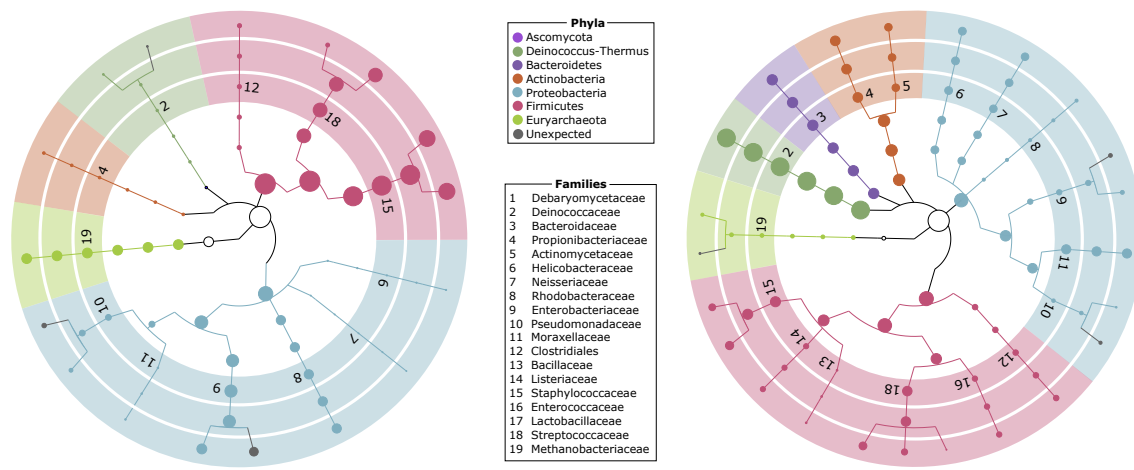 12
18
2
4
19
15
10
11
9
8
7
6
Phyla
Ascomycota
Deinococcus-Thermus
Bacteroidetes
Actinobacteria
Proteobacteria
Firmicutes
Euryarchaeota
Unexpected
Families
1 Debaryomycetaceae
2 Deinococcaceae
3 Bacteroidaceae
4 Propionibacteriaceae
5 Actinomycetaceae
6 Helicobacteraceae
7 Neisseriaceae
8 Rhodobacteraceae
9 Enterobacteriaceae
10 Pseudomonadaceae
11 Moraxellaceae
12 Clostridiales
13 Bacillaceae
14 Listeriaceae
15 Staphylococcaceae
16 Enterococcaceae
17 Lactobacillaceae
18 Streptococcaceae
19 Methanobacteriaceae
4
5
6
7
3
8
2
9
19
11
15
10
14
13
12
18
16